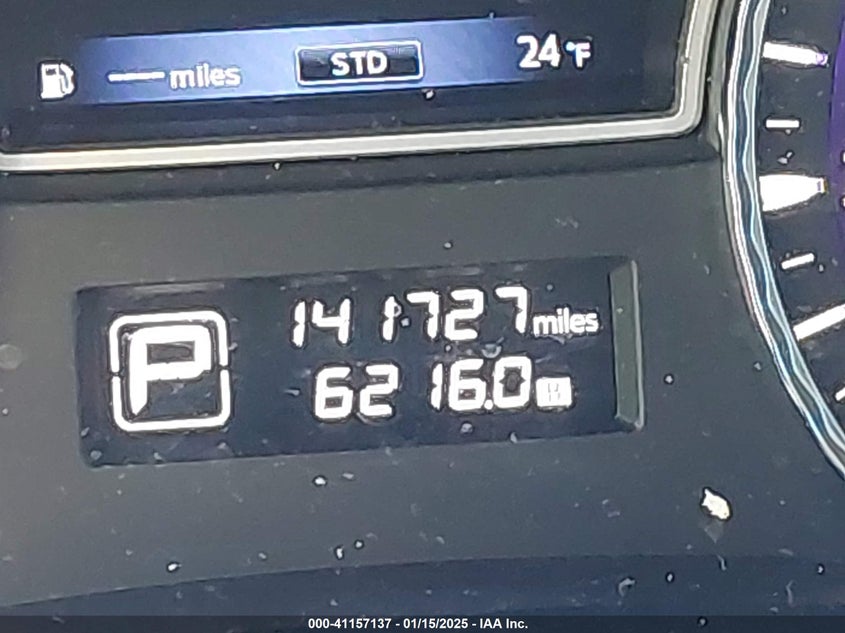 ---- miles STD 24°F
P
141727 miles
6216.0 B
000-41157137 - 01/15/2025 - IAA Inc.